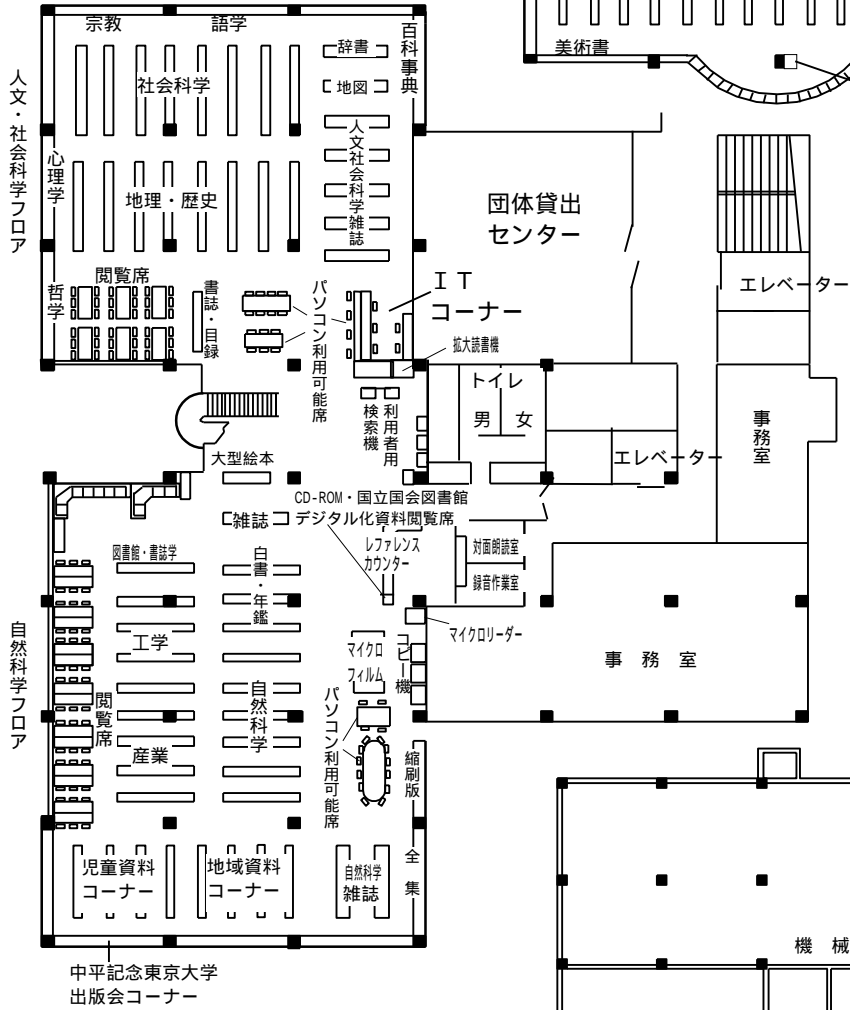 宗教
語学
美術書
人文・社会科学フロア
社会科学
辞書
地図
百科事典
心理学
地理・歴史
人文社会科学雑誌
団体貸出
センター
哲学
閲覧席
書誌・目録
パソコン利用可能席
IT
コーナー
エレベーター
拡大読書機
トイレ
男
女
検索機
利用者用
エレベーター
事務室
大型絵本
CD-ROM・国立国会図書館
デジタル化資料閲覧席
雑誌
レファレンス
カウンター
対面朗読室
録音作業室
図書館・書誌学
白書・年鑑
自然科学フロア
工学
マイクロ
フィルム
コピー機
マイクロリーダー
事務室
閲覧席
自然科学
産業
パソコン利用可能席
縮刷版
児童資料
コーナー
地域資料
コーナー
自然科学
雑誌
全集
機械
中平記念東京大学
出版会コーナー